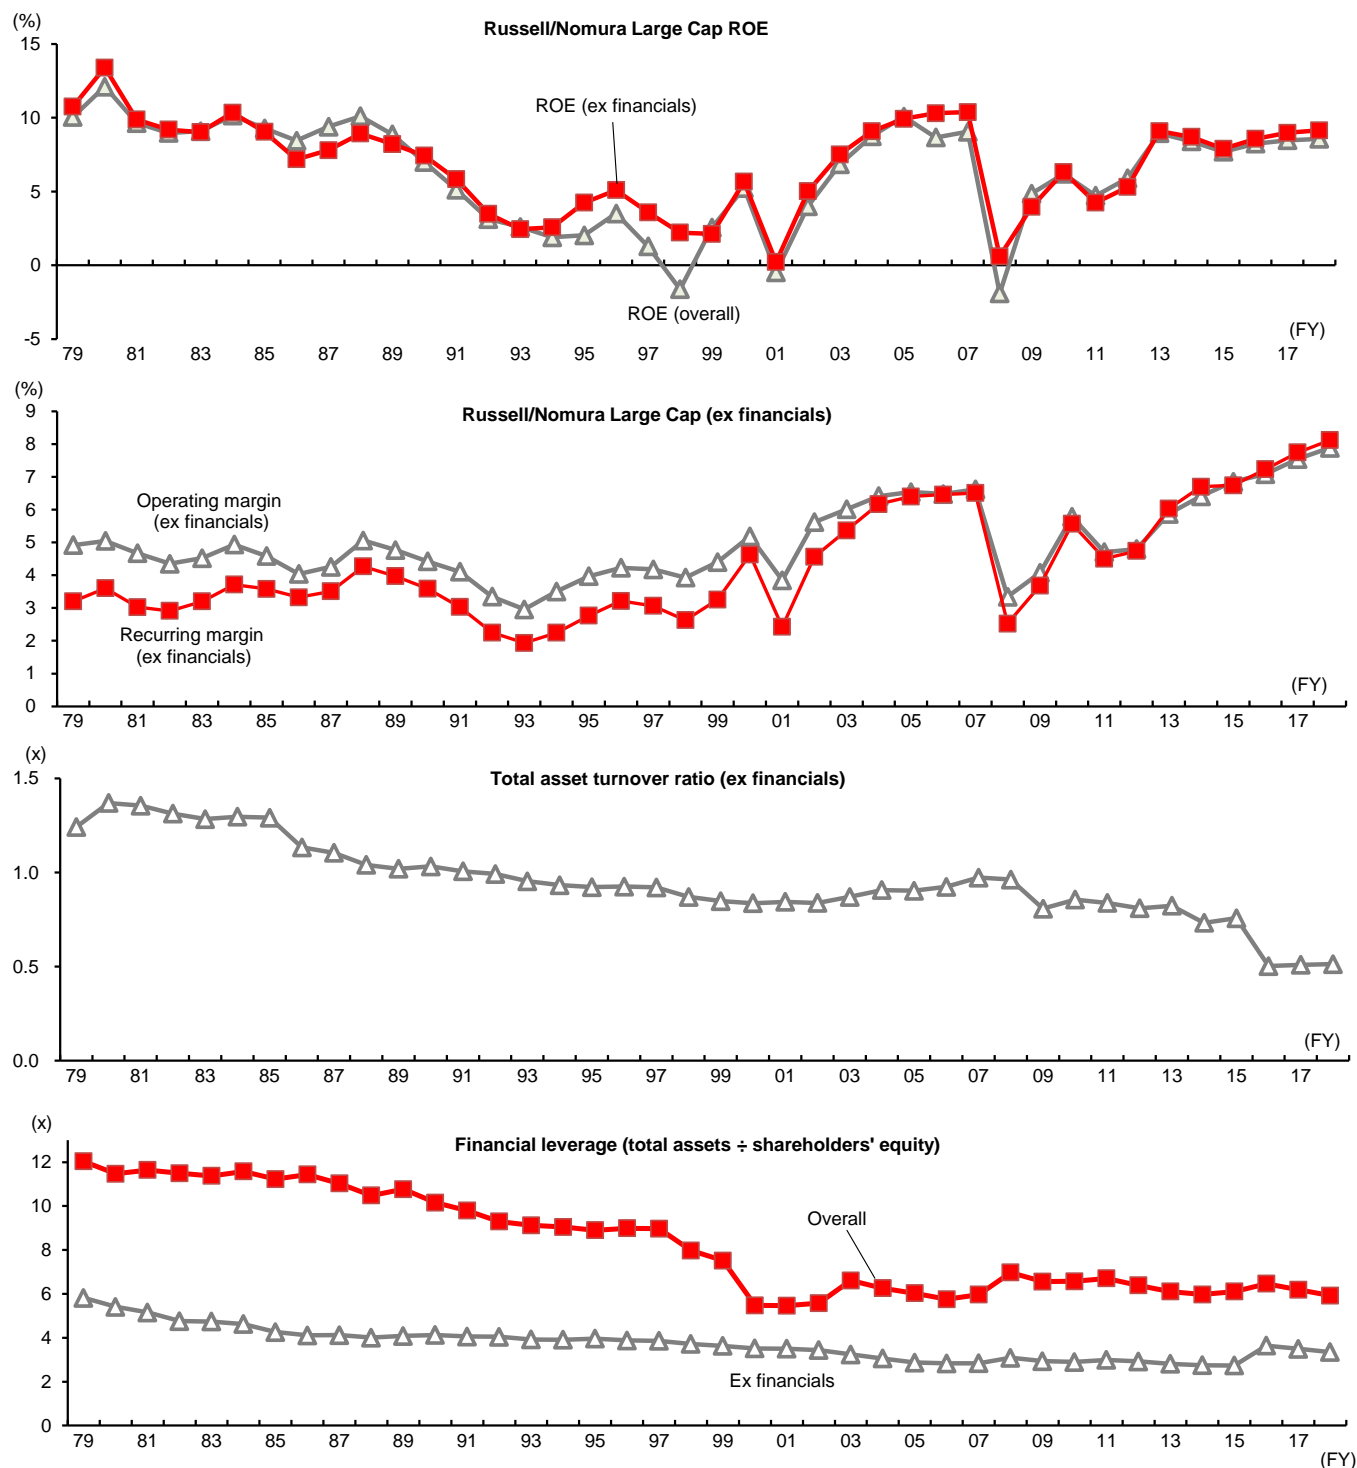 (%)
Russell/Nomura Large Cap ROE
15
10
5
0
-5
ROE (ex financials)
ROE (overall)
(FY)
79 81 83 85 87 89 91 93 95 97 99 01 03 05 07 09 11 13 15 17
(%)
Russell/Nomura Large Cap (ex financials)
9
8
7
6
5
4
3
2
1
0
Operating margin
(ex financials)
Recurring margin
(ex financials)
(FY)
79 81 83 85 87 89 91 93 95 97 99 01 03 05 07 09 11 13 15 17
(x)
Total asset turnover ratio (ex financials)
1.5
1.0
0.5
0.0
(FY)
79 81 83 85 87 89 91 93 95 97 99 01 03 05 07 09 11 13 15 17
(x)
Financial leverage (total assets ÷ shareholders' equity)
12
10
8
6
4
2
0
Overall
Ex financials
79 81 83 85 87 89 91 93 95 97 99 01 03 05 07 09 11 13 15 17
(FY)